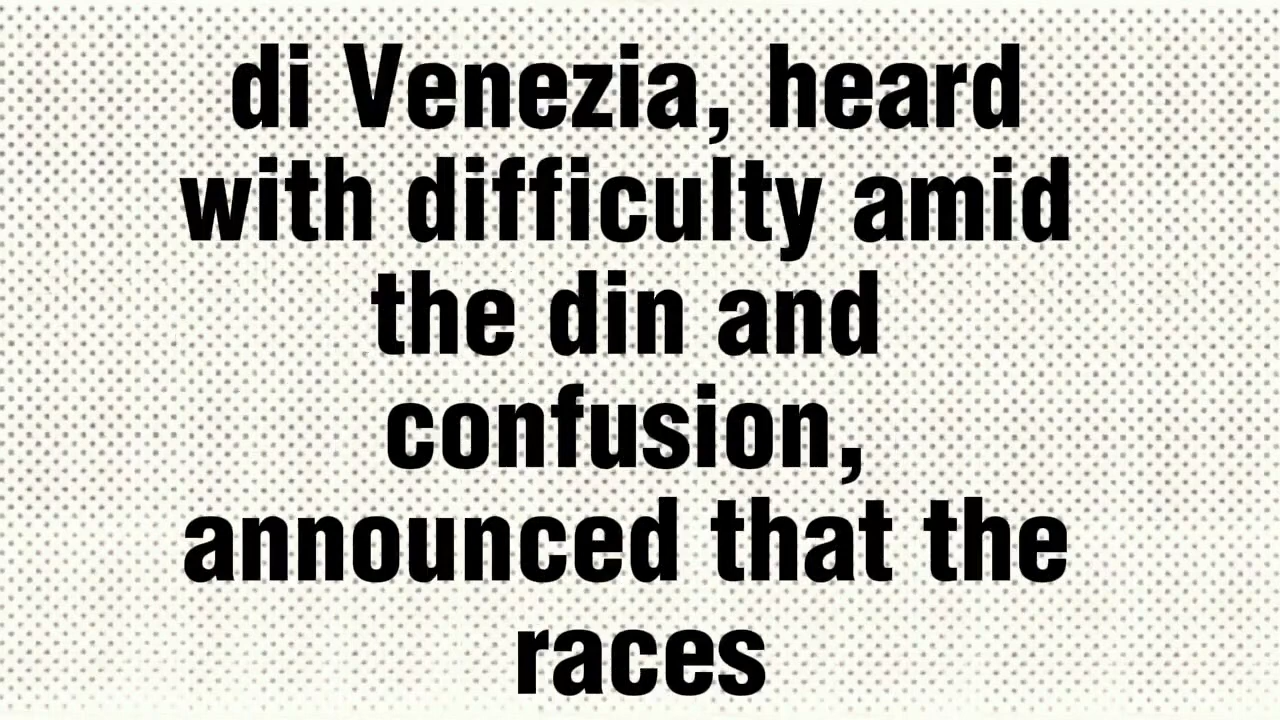 di Venezia, heard
with difficulty amid
the din and
confusion,
announced that the
races